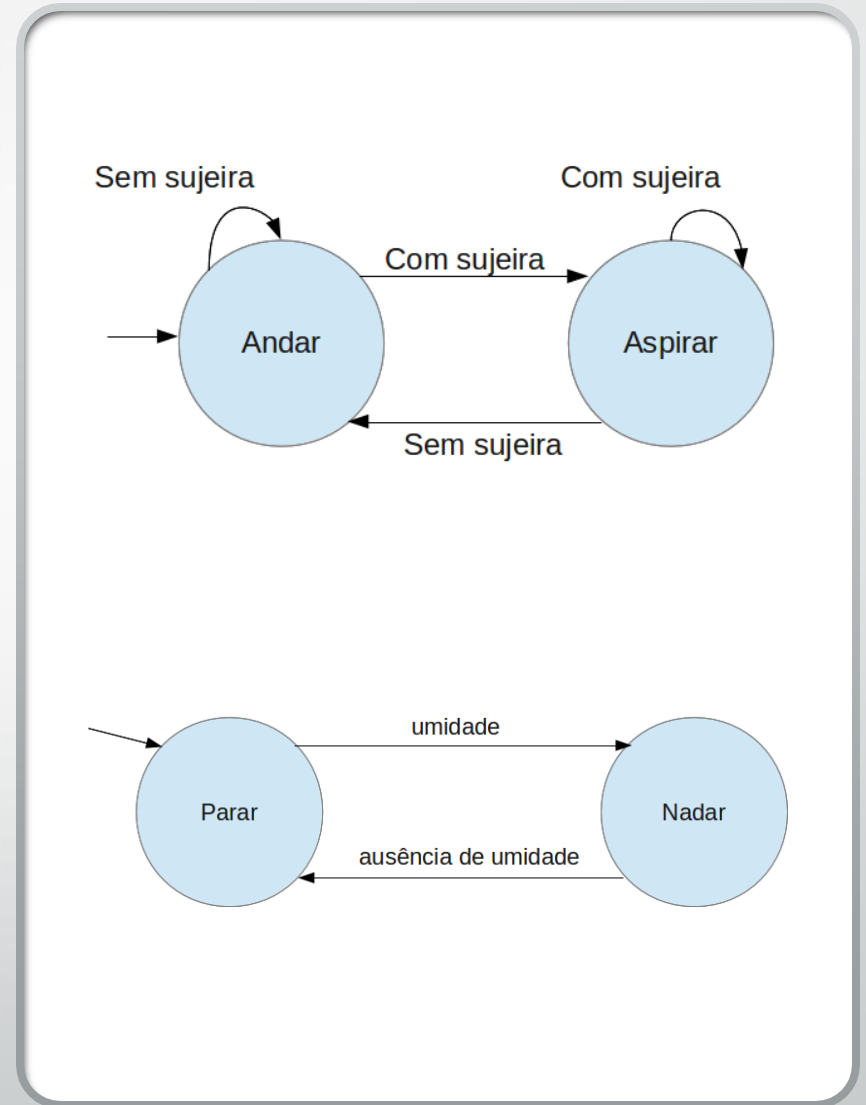 Sem sujeira
Com sujeira
Com sujeira
Andar
Aspirar
Sem sujeira
umidade
Parar
Nadar
ausência de umidade